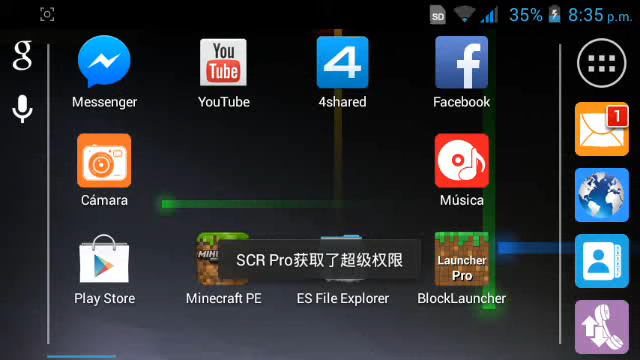 SD 35% 8:35 p.m.
g
You
Tube
4
f
Messenger YouTube 4shared Facebook
1
Cámara Música
Launcher
Pro
SCR Pro获取了超级权限
Play Store Minecraft PE ES File Explorer BlockLauncher